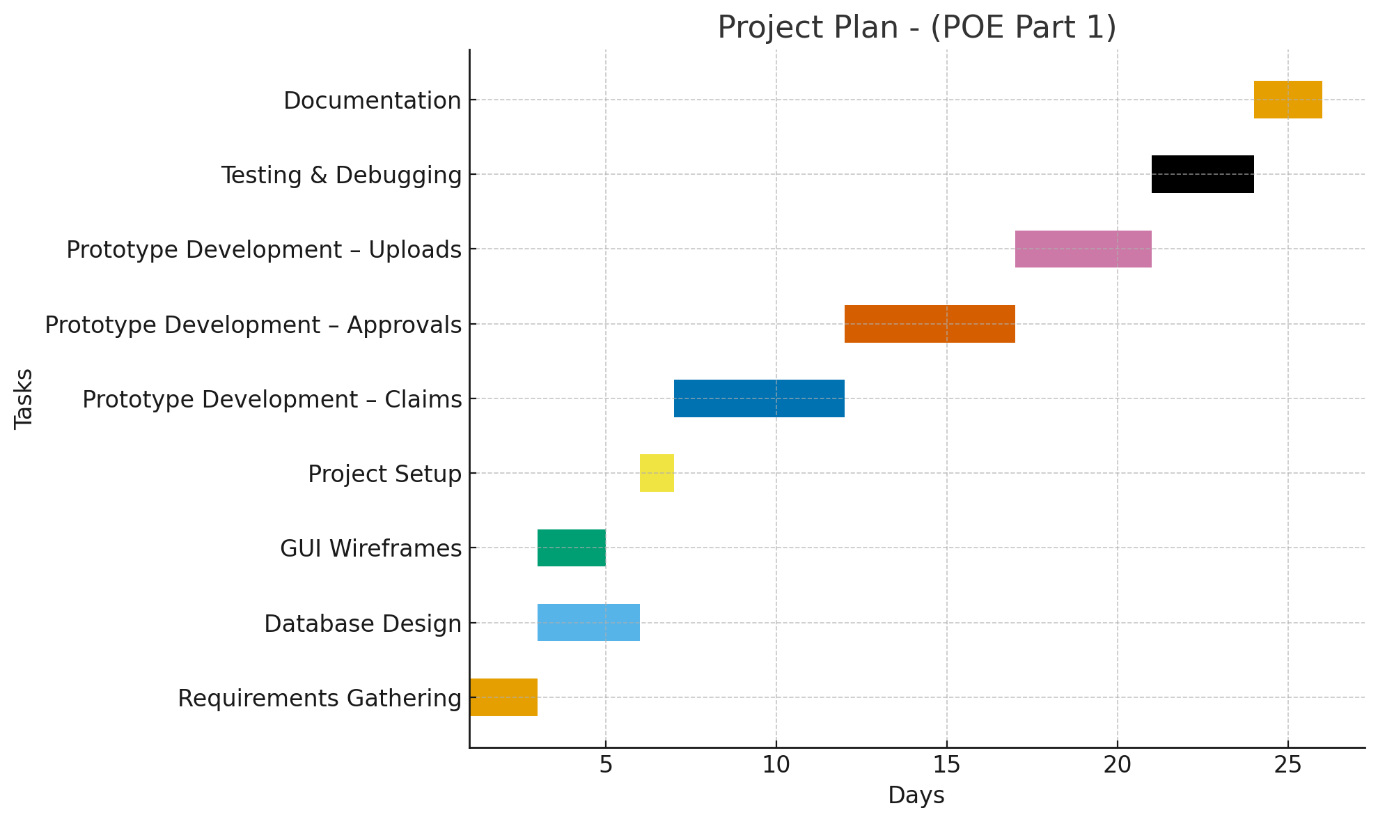 Project Plan - (POE Part 1)
Documentation
Testing & Debugging
Prototype Development – Uploads
Prototype Development – Approvals
Prototype Development – Claims
Project Setup
GUI Wireframes
Database Design
Requirements Gathering
Tasks
5 10 15 20 25
Days